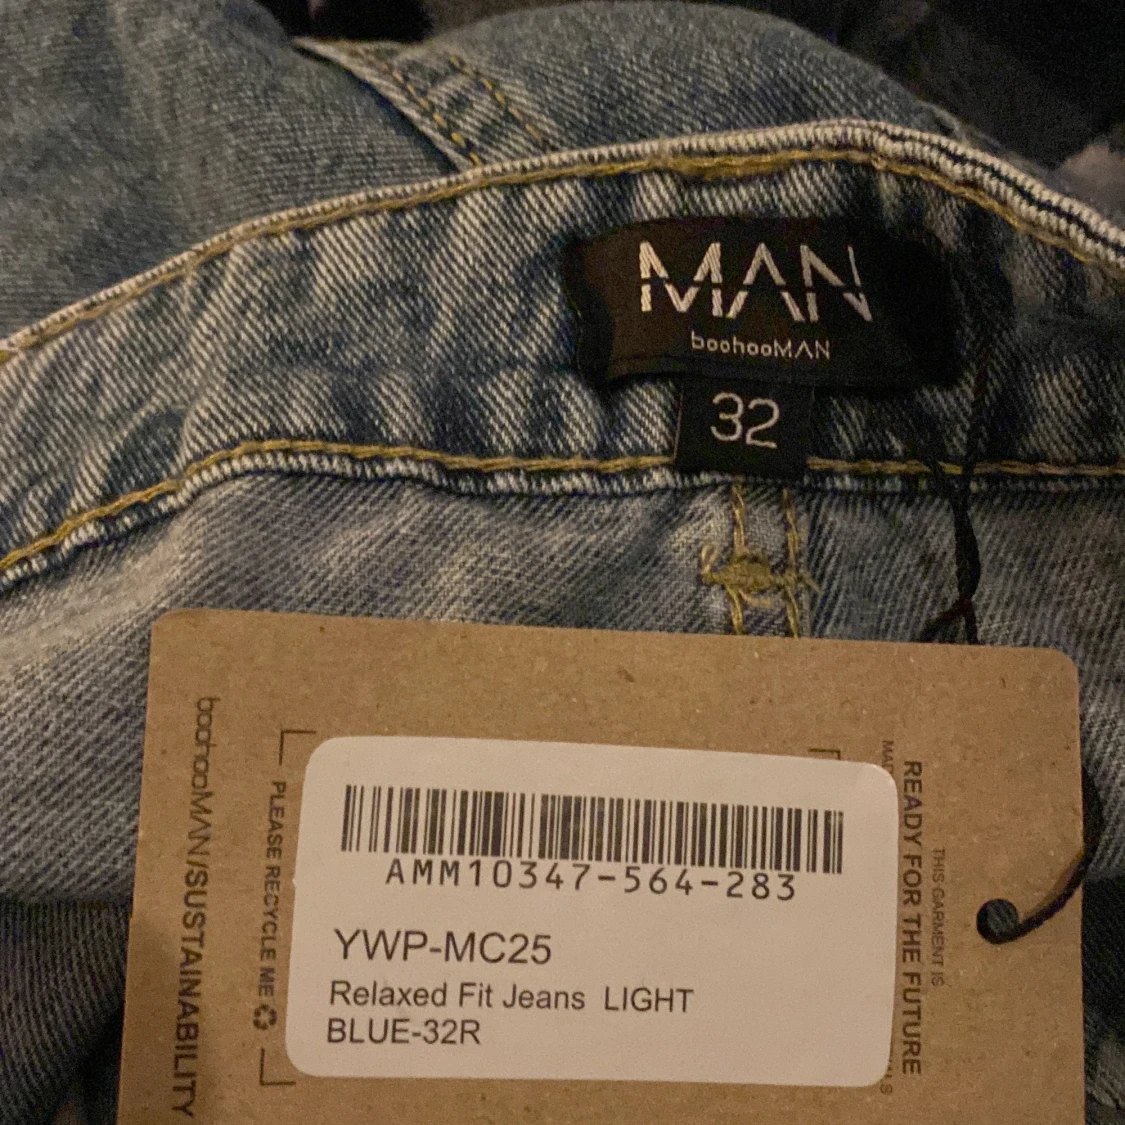 MAN
boohooMAN
32
boohooMAN/SUSTAINABILITY
PLEASE RECYCLE ME
AMM10347-564-283
YWP-MC25
Relaxed Fit Jeans LIGHT
BLUE-32R
READY FOR THE FUTURE
THIS GARMENT IS